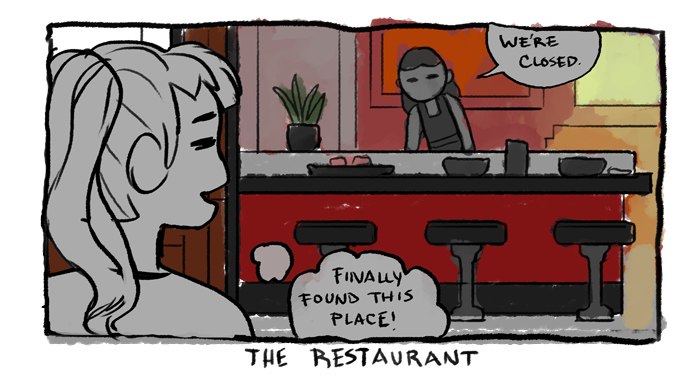 WE'RE
CLOSED.
FINALLY
FOUND THIS
PLACE!
THE RESTAURANT